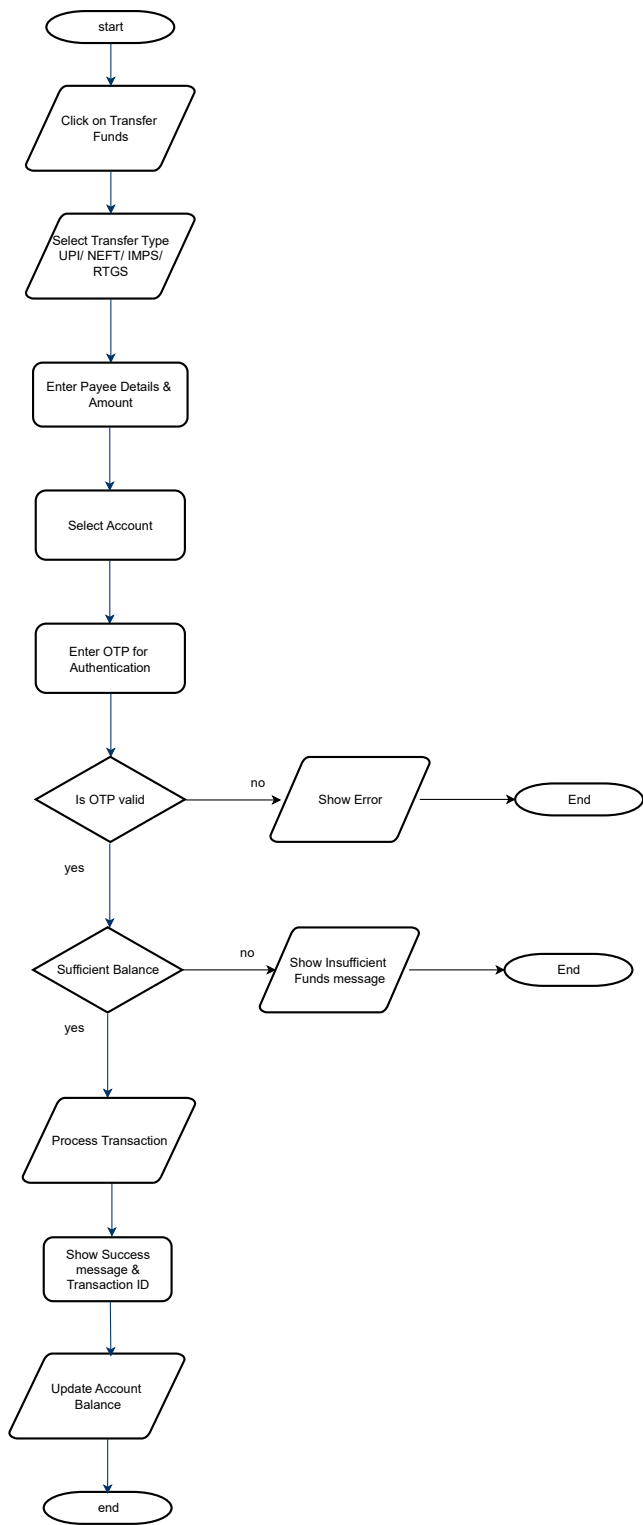 start
Click on Transfer
Funds
Select Transfer Type
UPI/ NEFT/ IMPS/
RTGS
Enter Payee Details &
Amount
Select Account
Enter OTP for
Authentication
Is OTP valid
no
Show Error
End
yes
Sufficient Balance
no
Show Insufficient
Funds message
End
yes
Process Transaction
Show Success
message &
Transaction ID
Update Account
Balance
end